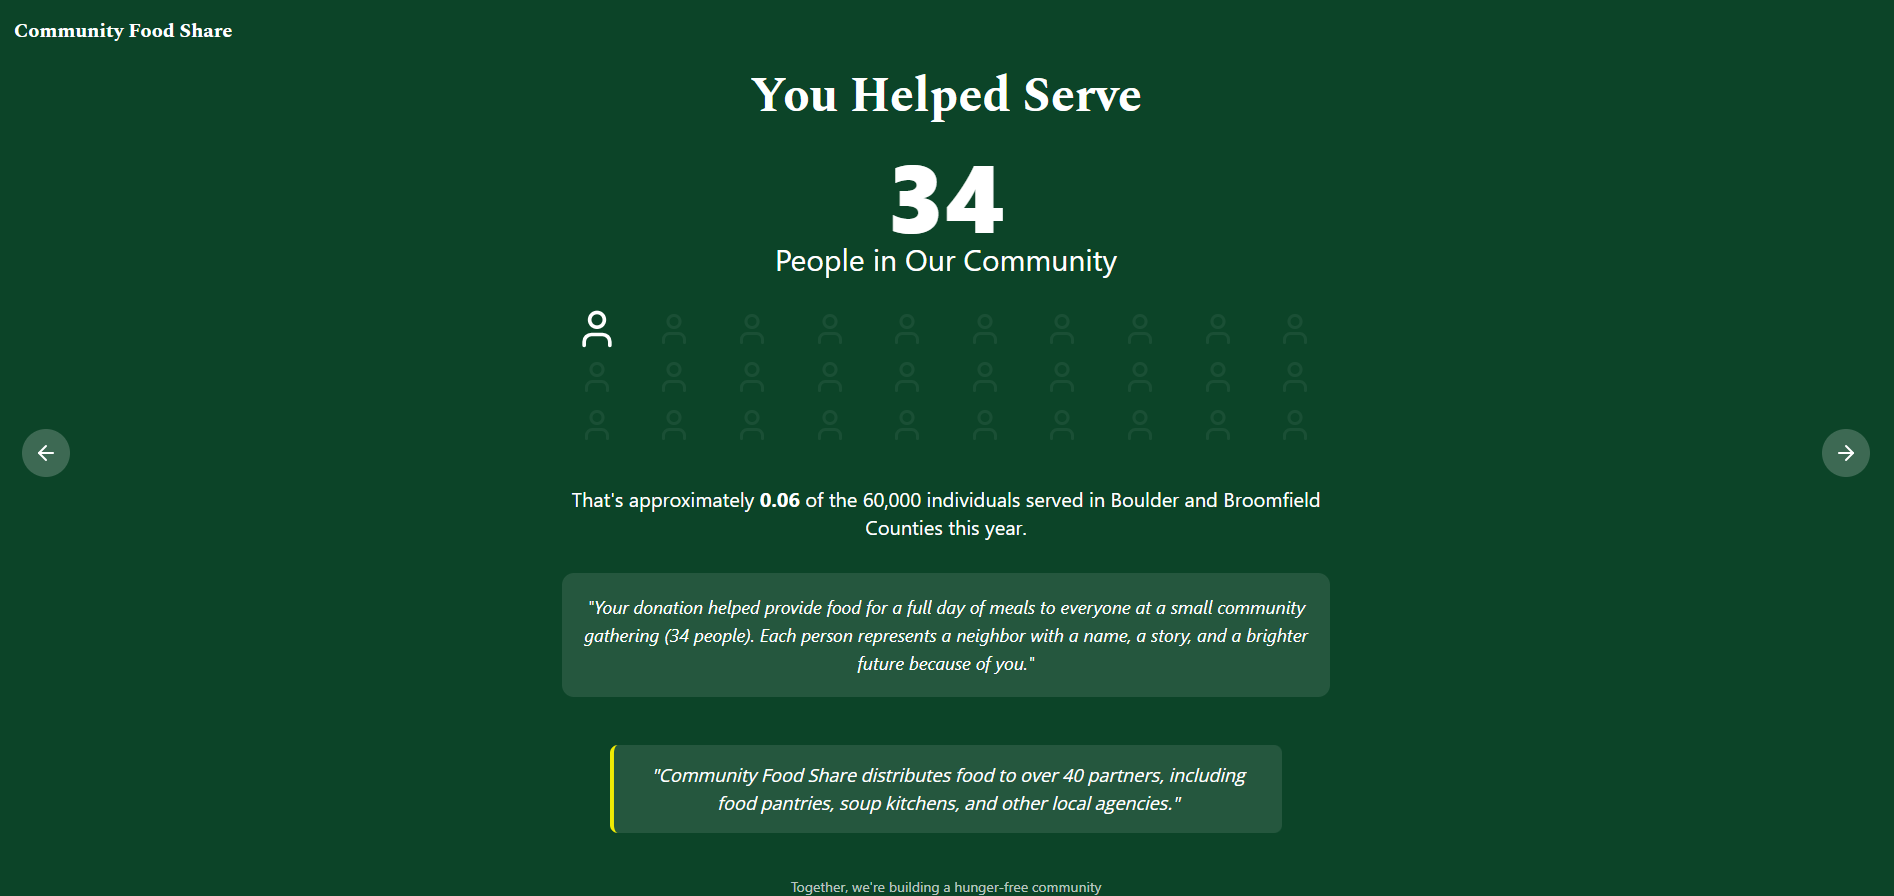 Community Food Share
You Helped Serve
34
People in Our Community
That's approximately 0.06 of the 60,000 individuals served in Boulder and Broomfield
Counties this year.
"Your donation helped provide food for a full day of meals to everyone at a small community
gathering (34 people). Each person represents a neighbor with a name, a story, and a brighter
future because of you."
"Community Food Share distributes food to over 40 partners, including
food pantries, soup kitchens, and other local agencies."
Together, we're building a hunger-free community